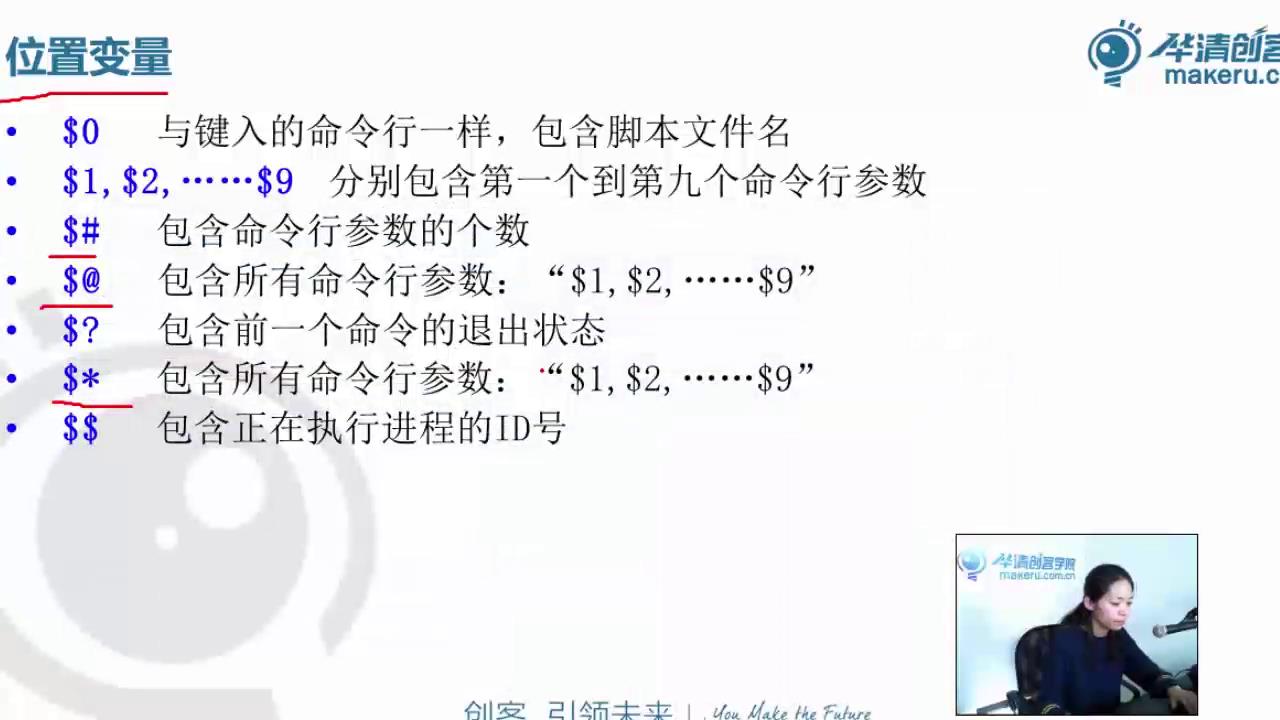 位置变量
华清创客
makeru.c
• $0 与键入的命令行一样，包含脚本文件名
• $1,$2,……$9 分别包含第一个到第九个命令行参数
• $# 包含命令行参数的个数
• $@ 包含所有命令行参数：“$1,$2,……$9”
• $? 包含前一个命令的退出状态
• $* 包含所有命令行参数：“$1,$2,……$9”
• $$ 包含正在执行进程的ID号
华清创客学院
makeru.com.cn
创客 引领未来 | You Make the Future